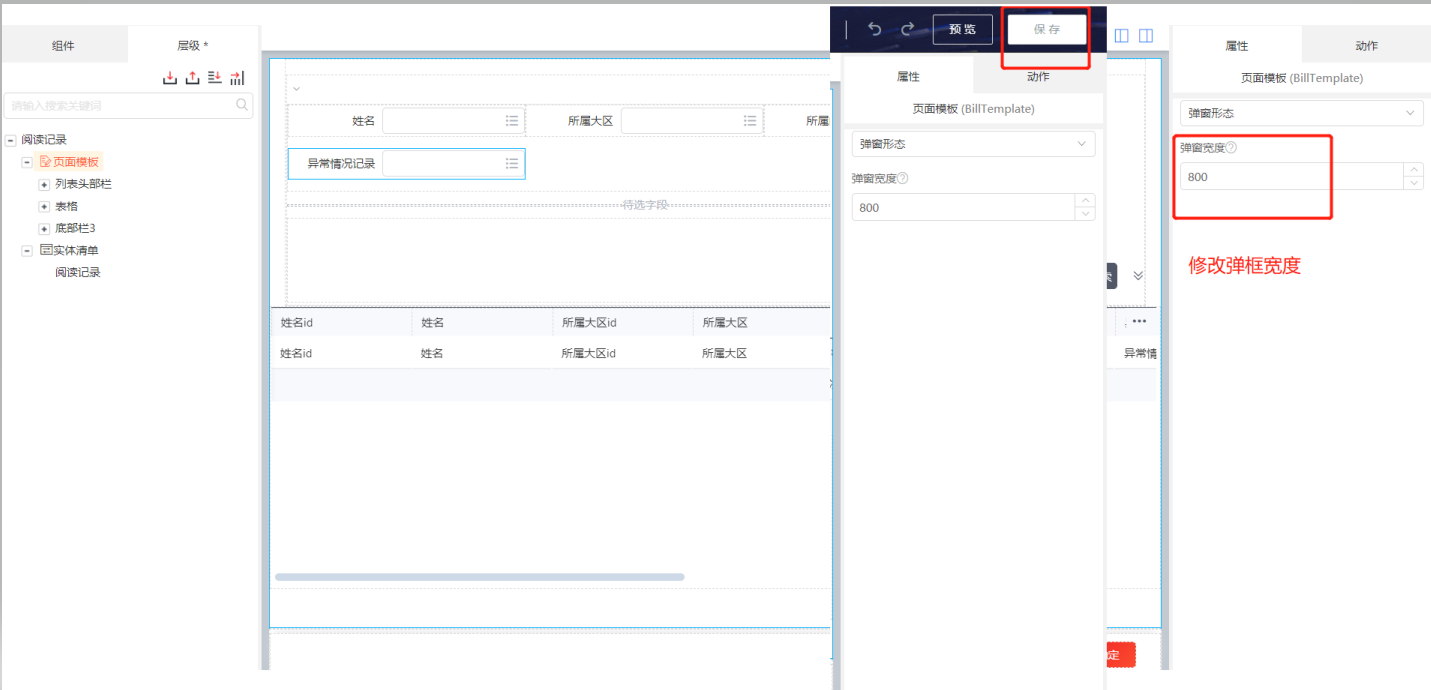 组件
层级 *
请输入搜索关键词
阅读记录
页面模板
列表头部栏
表格
底部栏3
实体清单
阅读记录
姓名
所属大区
所属
异常情况记录
待选字段
姓名id
姓名
所属大区id
所属大区
姓名id
姓名
所属大区id
所属大区
预 览
保 存
属性
动作
页面模板 (BillTemplate)
弹窗形态
弹窗宽度
800
异常情
定
属性
动作
页面模板 (BillTemplate)
弹窗形态
弹窗宽度
800
修改弹框宽度